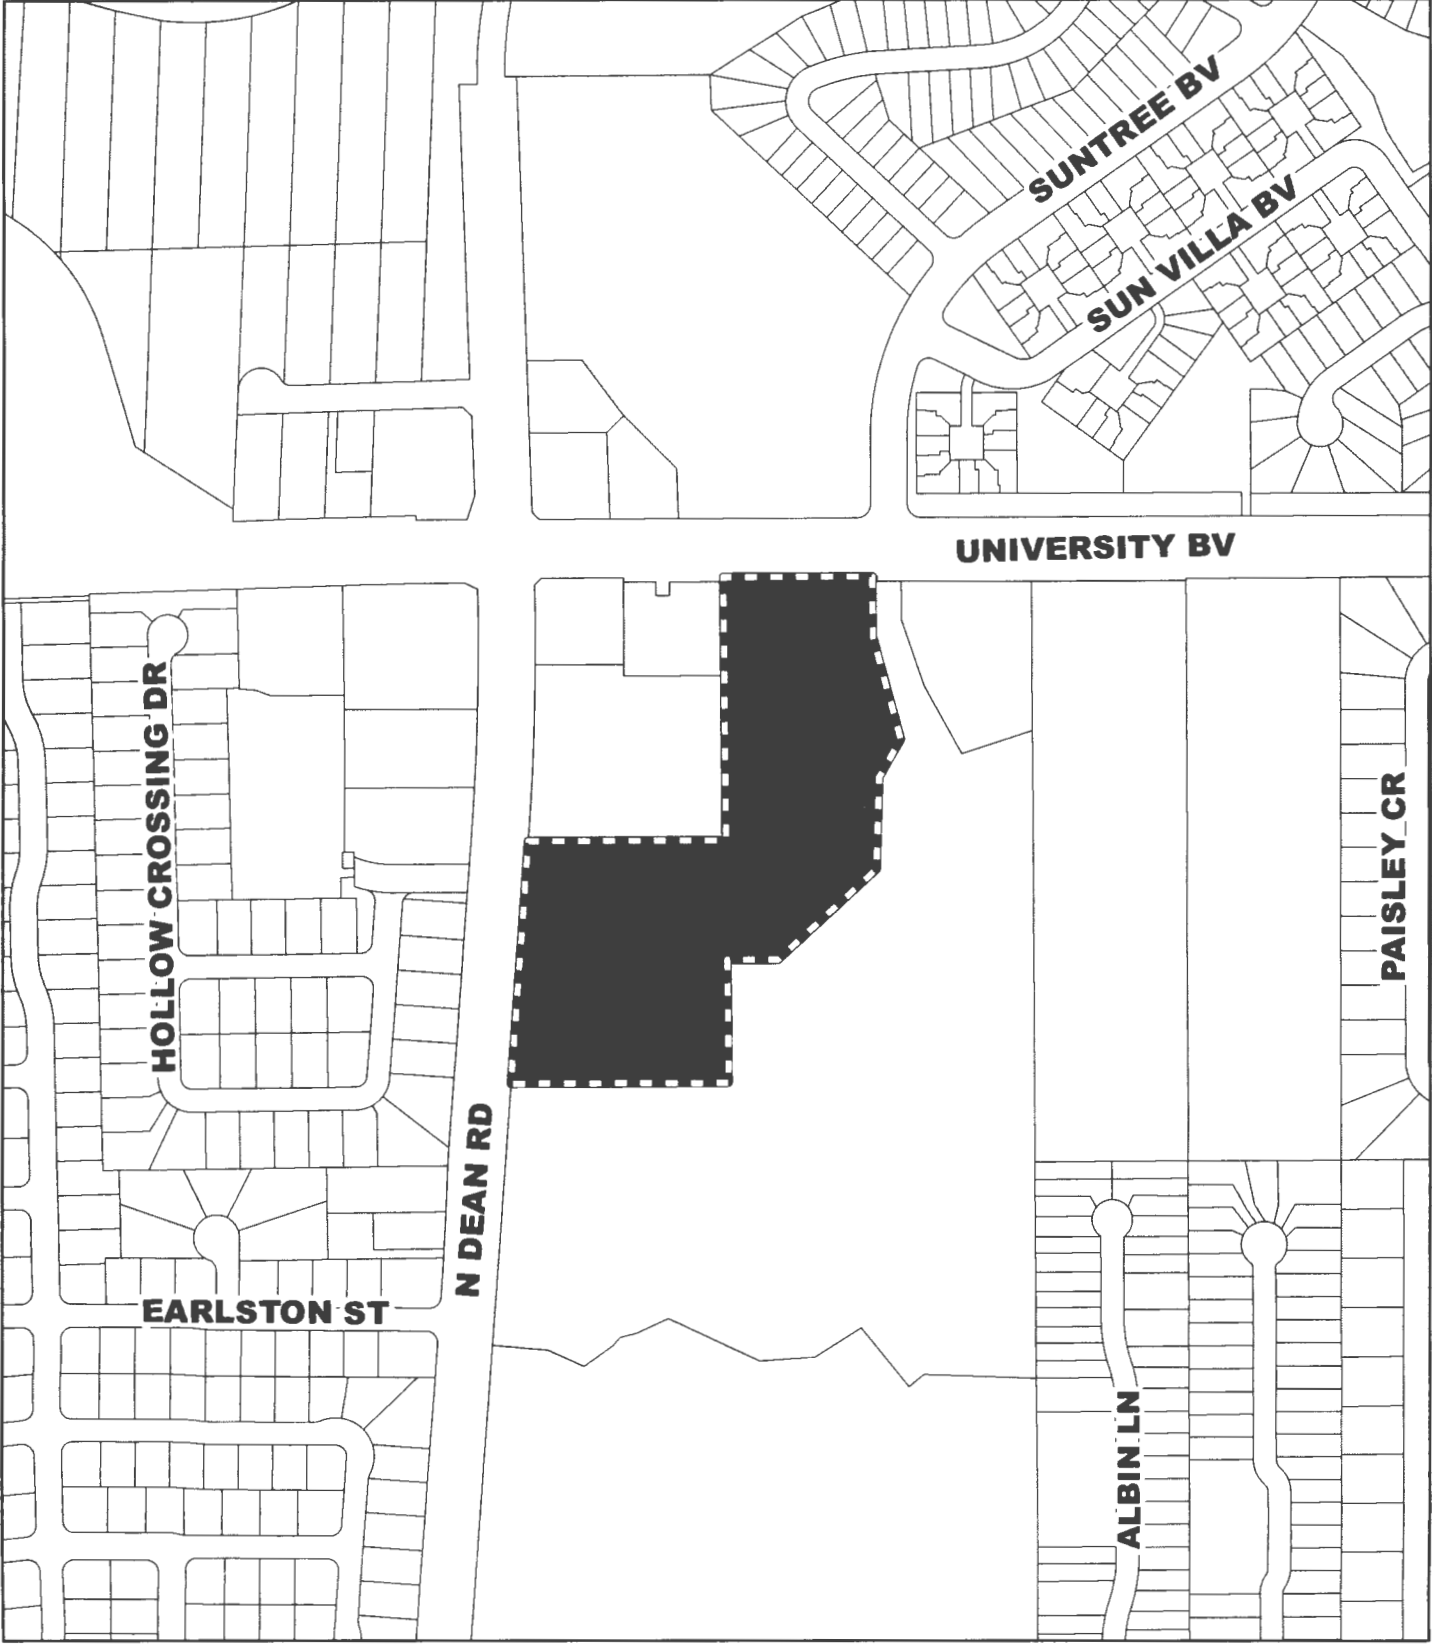 SUNTREE BV
SUN VILLA BV
UNIVERSITY BV
HOLLOW CROSSING DR
PAISLEY CR
N DEAN RD
EARLSTON ST
ALBIN LN